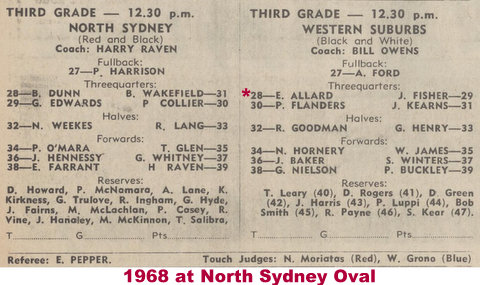 THIRD GRADE — 12.30 p.m.
NORTH SYDNEY
(Red and Black)
Coach: HARRY RAVEN
Fullback:
27—P. HARRISON
Threequarters:
28—B. DUNN B. WAKEFIELD—31
29—G. EDWARDS P COLLIER—30
Halves:
32—N. WEEKES R. LANG—33
Forwards:
34—P. O'MARA T. GLEN—35
36—J. HENNESSY G. WHITNEY—37
38—E. FARRANT H RAVEN—39
Reserves:
D. Howard, P. McNamara, A. Lane, K.
Kirkness, G. Trulove, R. Ingham, G. Hyde,
J. Fairns, M. McLachlan, P. Casey, R.
Vine, J. Hanaley, M. McKinnon, T. Salibra,
T........................ G........................ Pts........................
THIRD GRADE — 12.30 p.m.
WESTERN SUBURBS
(Black and White)
Coach: BILL OWENS
Fullback:
27—A. FORD
Threequarters:
*28—E. ALLARD J. FISHER—29
30—P. FLANDERS J. KEARNS—31
Halves:
32—R. GOODMAN G. HENRY—33
Forwards:
34—N. HORNERY W. JAMES—35
36—J. BAKER S. WINTERS—37
38—G. NIELSON P. BUCKLEY—39
Reserves:
T. Leary (40), D. Rogers (41), D. Green
(42), J. Harris (43), P. Luppi (44), Bob
Smith (45), R. Payne (46), S. Kear (47).
T........................ G........................ Pts........................
Referee: E. PEPPER. Touch Judges: N. Moriatas (Red), W. Grono (Blue)
1968 at North Sydney Oval